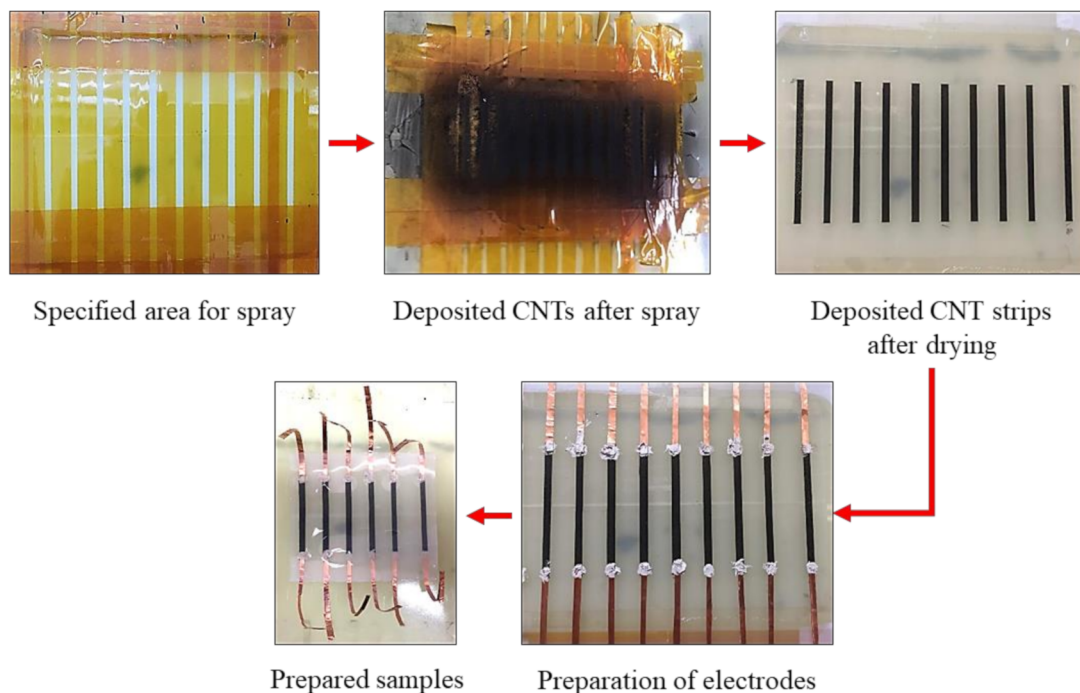 Specified area for spray
Deposited CNTs after spray
Deposited CNT strips
after drying
Prepared samples
Preparation of electrodes